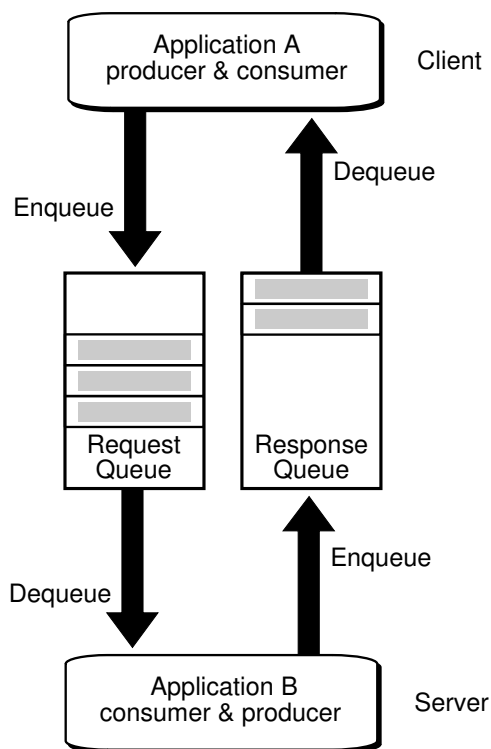 Application A
producer & consumer
Client
Dequeue
Enqueue
Request
Queue
Response
Queue
Enqueue
Dequeue
Application B
consumer & producer
Server